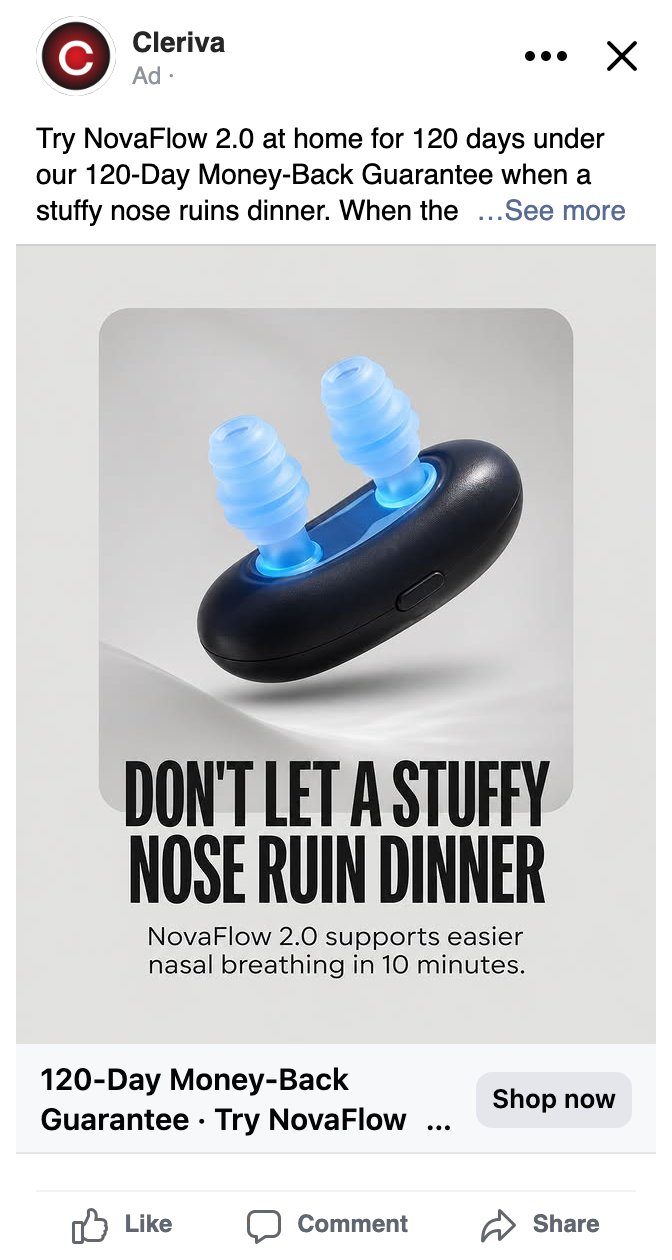 C
Cleriva
Ad ·
Try NovaFlow 2.0 at home for 120 days under
our 120-Day Money-Back Guarantee when a
stuffy nose ruins dinner. When the ...See more
DON'T LET A STUFFY
NOSE RUIN DINNER
NovaFlow 2.0 supports easier
nasal breathing in 10 minutes.
120-Day Money-Back
Guarantee · Try NovaFlow ...
Shop now
Like Comment Share